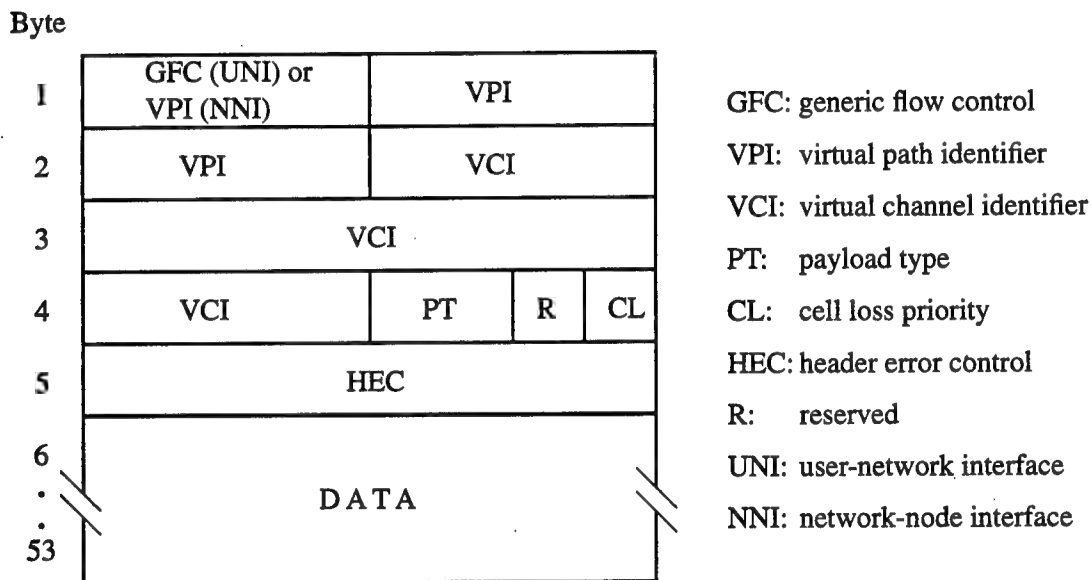 Byte
1
GFC (UNI) or
VPI (NNI)
VPI
2
VPI
VCI
3
VCI
4
VCI
PT
R
CL
5
HEC
6
.
.
53
DATA
GFC: generic flow control
VPI: virtual path identifier
VCI: virtual channel identifier
PT: payload type
CL: cell loss priority
HEC: header error control
R: reserved
UNI: user-network interface
NNI: network-node interface